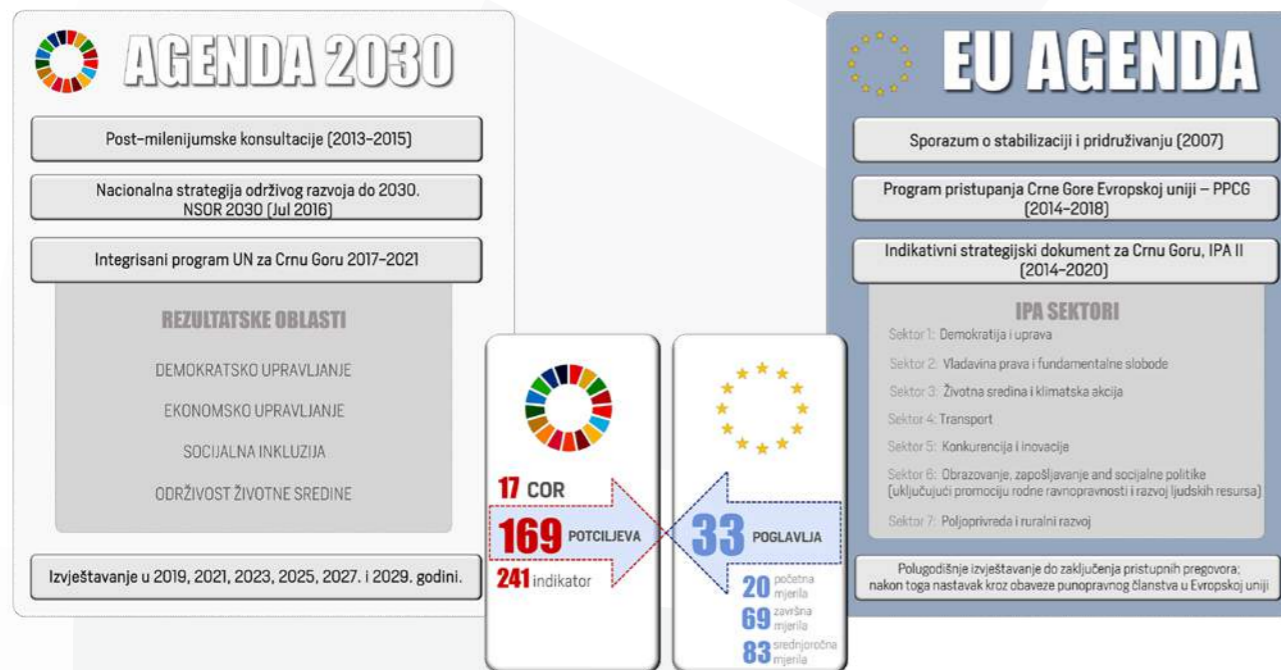 AGENDA 2030
Post-milenijumske konsultacije (2013-2015)
Nacionalna strategija održivog razvoja do 2030.
NSOR 2030 (Jul 2016)
Integrisani program UN za Crnu Goru 2017-2021
REZULTATSKE OBLASTI
DEMOKRATSKO UPRAVLJANJE
EKONOMSKO UPRAVLJANJE
SOCIJALNA INKLUZIJA
ODRŽIVOST ŽIVOTNE SREDINE
Izvještavanje u 2019, 2021, 2023, 2025, 2027. i 2029. godini.
17 COR
169 POTCILJEVA
241 indikator
33 POGLAVLJA
20 početna
mjerila
69 završna
mjerila
83 srednjoročna
mjerila
EU AGENDA
Sporazum o stabilizaciji i pridruživanju (2007)
Program pristupanja Crne Gore Evropskoj uniji – PPCG
(2014-2018)
Indikativni strategijski dokument za Crnu Goru, IPA II
(2014-2020)
IPA SEKTORI
Sektor 1: Demokratija i uprava
Sektor 2: Vladavina prava i fundamentalne slobode
Sektor 3: Životna sredina i klimatska akcija
Sektor 4: Transport
Sektor 5: Konkurencija i inovacije
Sektor 6: Obrazovanje, zapošljavanje and socijalne politike
(uključujući promociju rodne ravnopravnosti i razvoj ljudskih resursa)
Sektor 7: Poljoprivreda i ruralni razvoj
Polugodišnje izvještavanje do zaključenja pristupnih pregovora;
nakon toga nastavak kroz obaveze punopravnog članstva u Evropskoj uniji